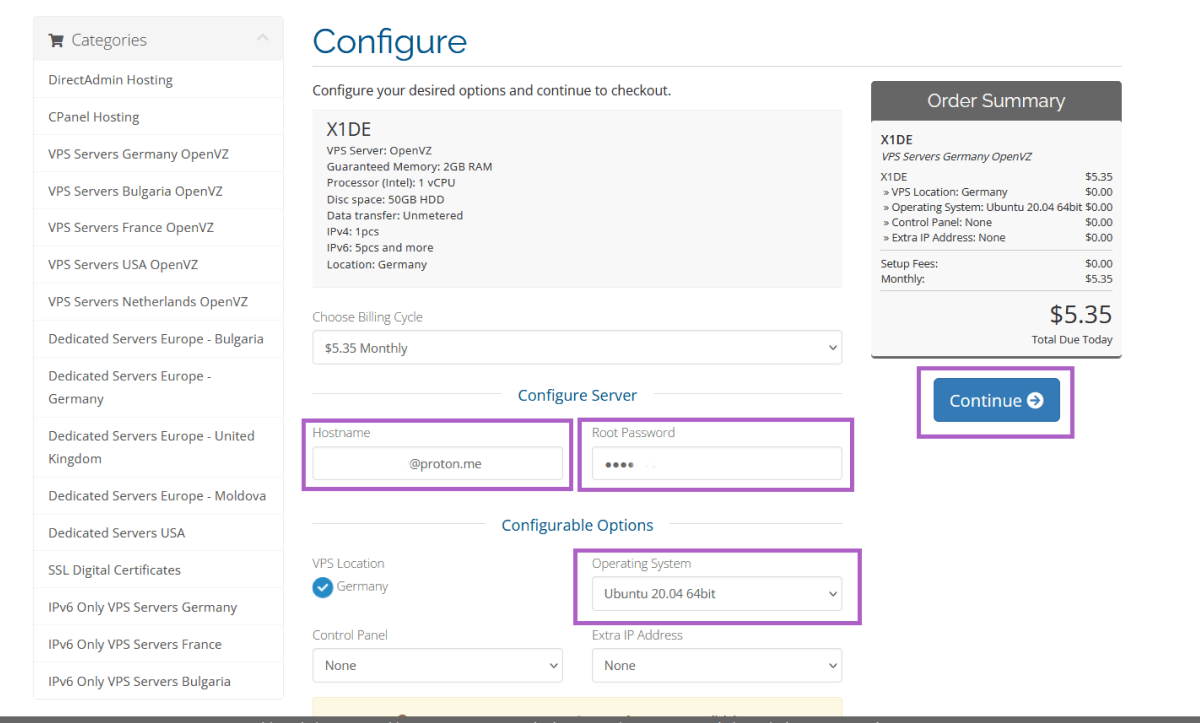 Categories
DirectAdmin Hosting
CPanel Hosting
VPS Servers Germany OpenVZ
VPS Servers Bulgaria OpenVZ
VPS Servers France OpenVZ
VPS Servers USA OpenVZ
VPS Servers Netherlands OpenVZ
Dedicated Servers Europe - Bulgaria
Dedicated Servers Europe -
Germany
Dedicated Servers Europe - United
Kingdom
Dedicated Servers Europe - Moldova
Dedicated Servers USA
SSL Digital Certificates
IPv6 Only VPS Servers Germany
IPv6 Only VPS Servers France
IPv6 Only VPS Servers Bulgaria
Configure
Configure your desired options and continue to checkout.
X1DE
VPS Server: OpenVZ
Guaranteed Memory: 2GB RAM
Processor (Intel): 1 vCPU
Disc space: 50GB HDD
Data transfer: Unmetered
IPv4: 1pcs
IPv6: 5pcs and more
Location: Germany
Choose Billing Cycle
$5.35 Monthly
Configure Server
Hostname
@proton.me
Root Password
••••
Configurable Options
VPS Location
Germany
Operating System
Ubuntu 20.04 64bit
Control Panel
None
Extra IP Address
None
Order Summary
X1DE
VPS Servers Germany OpenVZ
X1DE $5.35
» VPS Location: Germany $0.00
» Operating System: Ubuntu 20.04 64bit $0.00
» Control Panel: None $0.00
» Extra IP Address: None $0.00
Setup Fees: $0.00
Monthly: $5.35
$5.35
Total Due Today
Continue